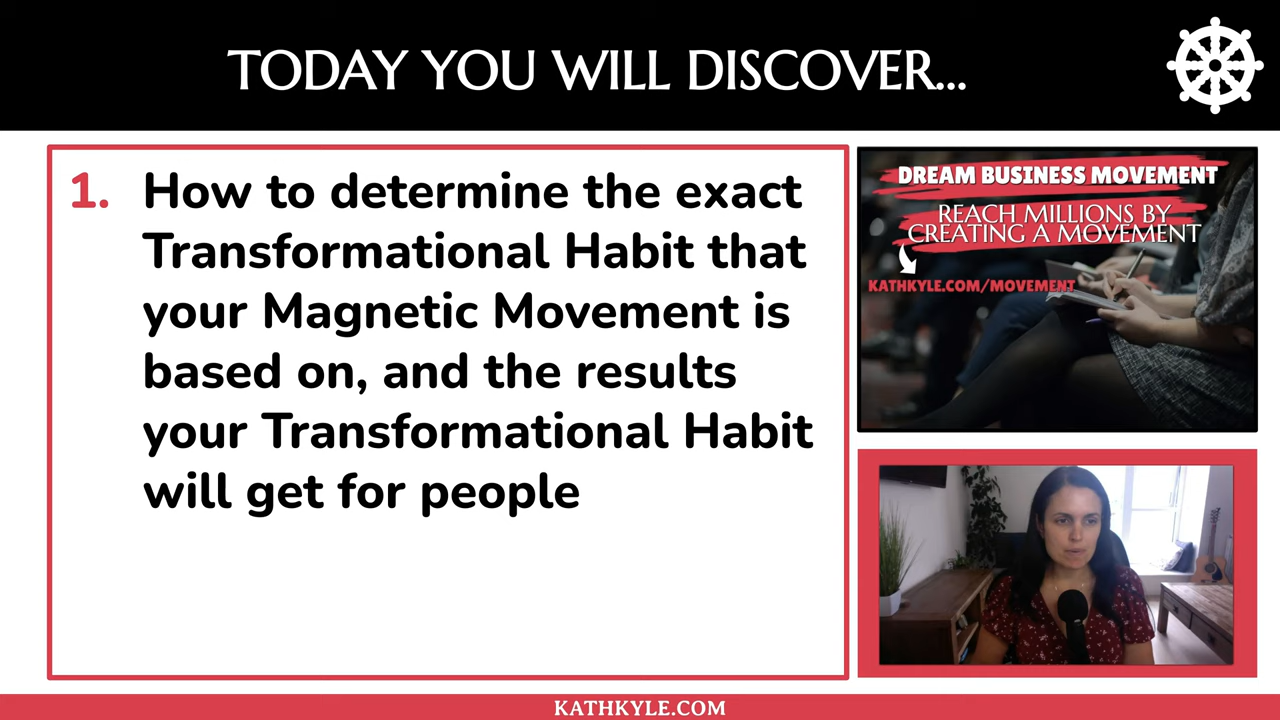 TODAY YOU WILL DISCOVER...
1. How to determine the exact
Transformational Habit that
your Magnetic Movement is
based on, and the results
your Transformational Habit
will get for people
DREAM BUSINESS MOVEMENT
REACH MILLIONS BY
CREATING A MOVEMENT
KATHKYLE.COM/MOVEMENT
KATHKYLE.COM